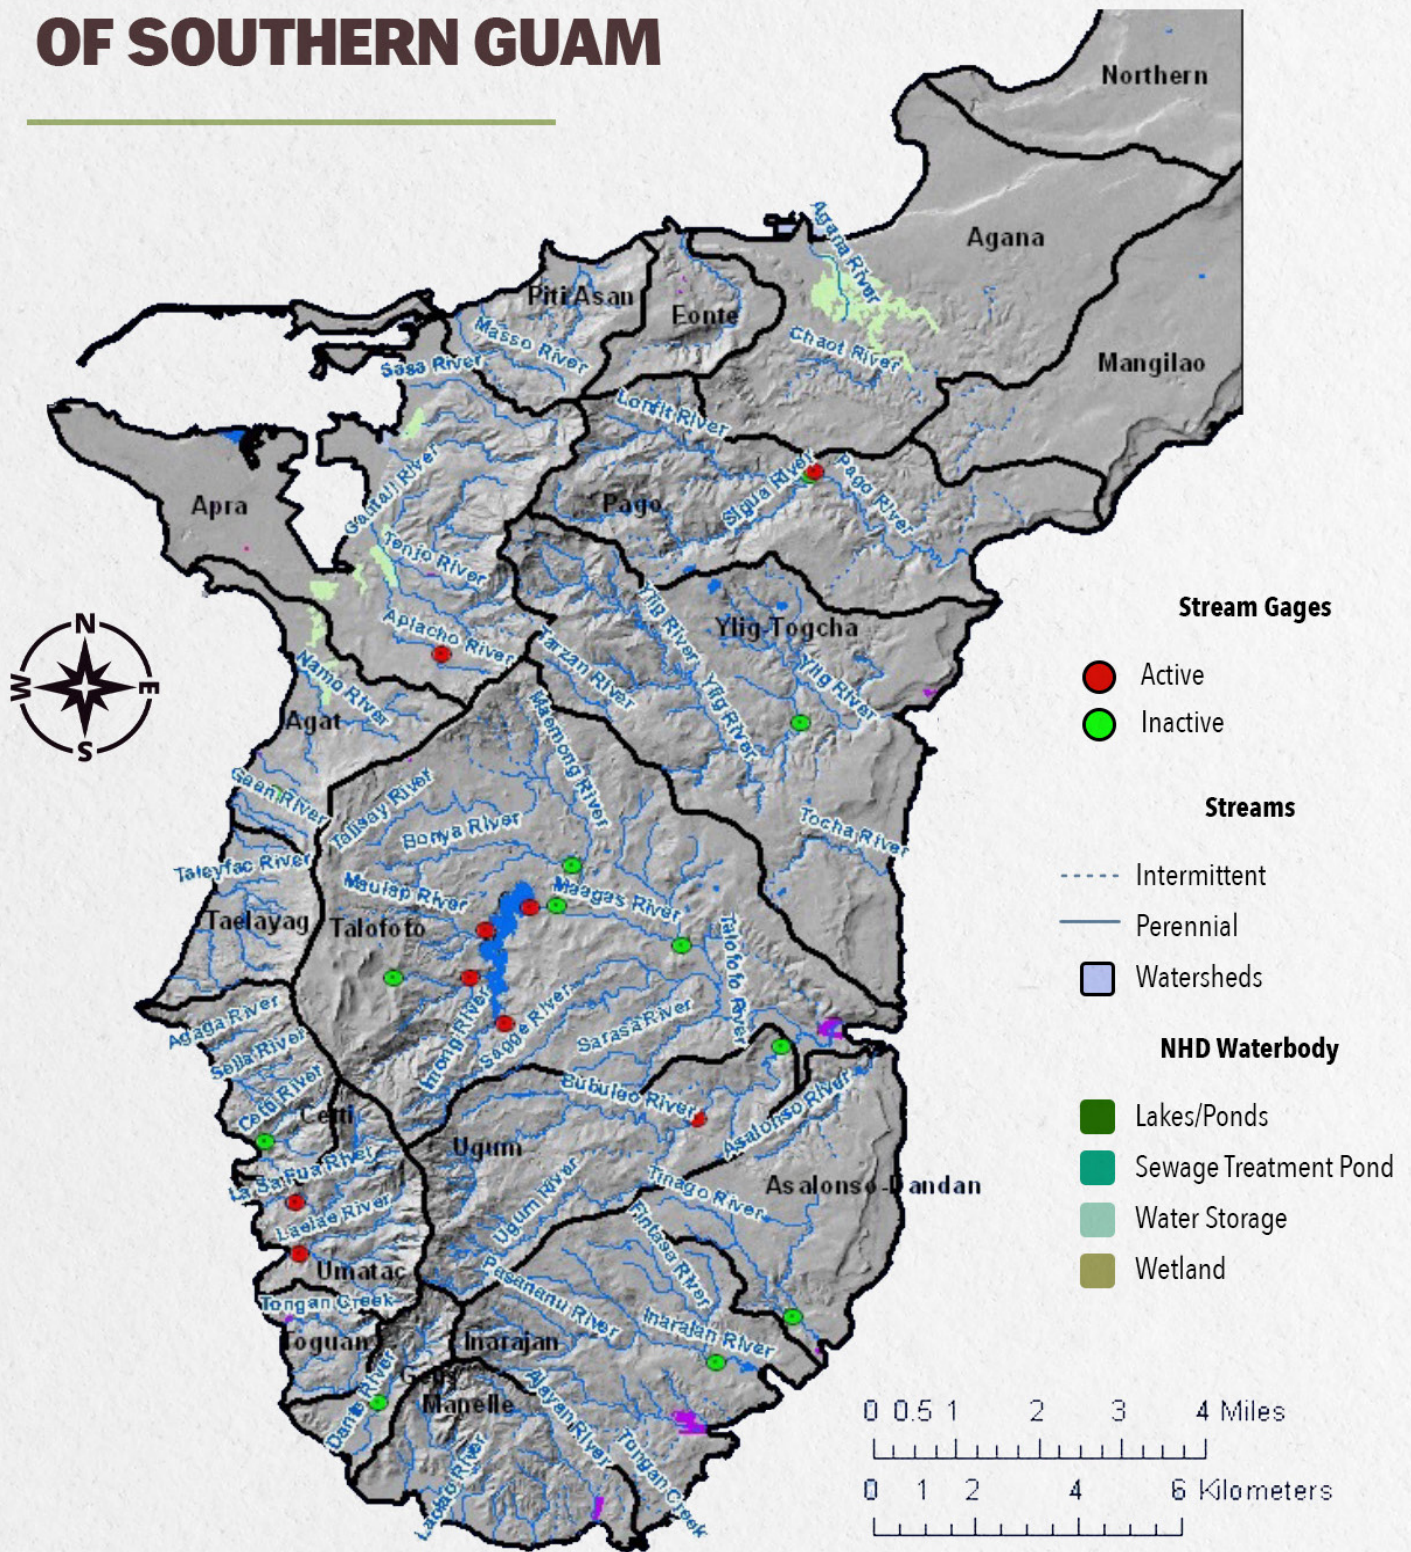 OF SOUTHERN GUAM
Northern
Agana River
Agana
Piti Asan
Fonte
Masso River
Chaot River
Mangilao
Sasa River
Lonfit River
Apra
Pago
Sigua River
Pago River
Tenjo River
Aplacho River
Ylig River
Ylig-Togcha
Tarzan River
Ylig River
Ylig River
Namo River
Agat
Maemong River
Gaan River
Talisay River
Bonya River
Tocha River
Taleyfac River
Maulap River
Maagas River
Taelayag
Talofofo
Talofofo River
Agaga River
Sella River
Imong River
Sagge River
Sarasa River
Cetti River
Cetti
Bubulao River
Asalonso River
Ugum
La Sa Fua River
Ugum River
Tinago River
Asalonso-Dandan
Laelae River
Fintasa River
Umatac
Pasananu River
Tongan Creek
Inarajan River
Toguan
Inarajan
Geus
Manelle
Ajayan River
Tongan Creek
N
W
E
S
Stream Gages
Active
Inactive
Streams
Intermittent
Perennial
Watersheds
NHD Waterbody
Lakes/Ponds
Sewage Treatment Pond
Water Storage
Wetland
0 0.5 1 2 3 4 Miles
0 1 2 4 6 Kilometers